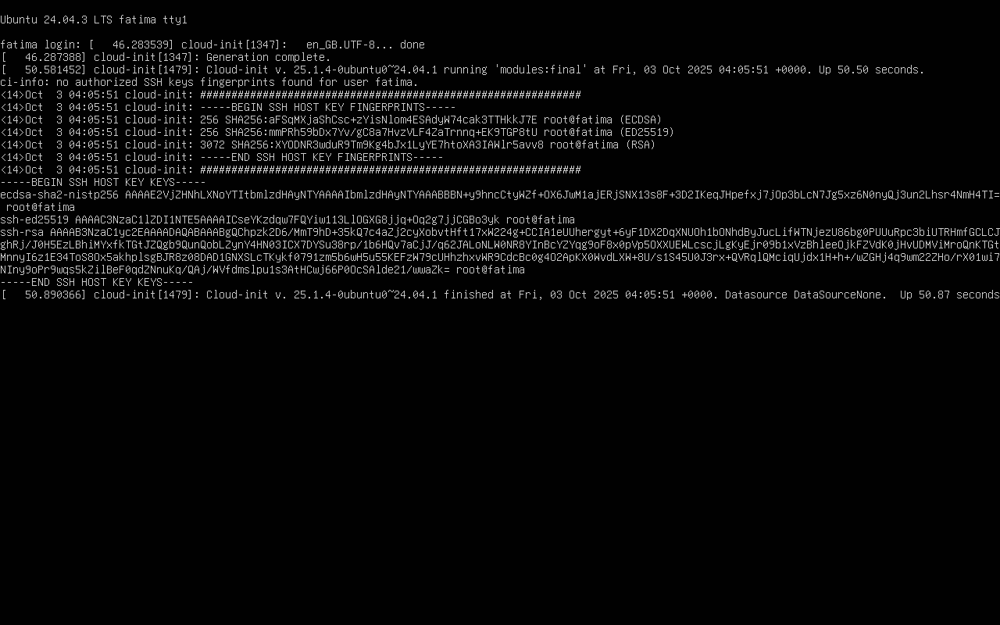 Ubuntu 24.04.3 LTS fatima tty1
fatima login: [   46.283539] cloud-init[1347]:   en_GB.UTF-8... done
[   46.287388] cloud-init[1347]: Generation complete.
[   50.581452] cloud-init[1479]: Cloud-init v. 25.1.4-0ubuntu0~24.04.1 running 'modules:final' at Fri, 03 Oct 2025 04:05:51 +0000. Up 50.50 seconds.
ci-info: no authorized SSH keys fingerprints found for user fatima.
<14>Oct  3 04:05:51 cloud-init: #############################################################
<14>Oct  3 04:05:51 cloud-init: -----BEGIN SSH HOST KEY FINGERPRINTS-----
<14>Oct  3 04:05:51 cloud-init: 256 SHA256:aFSqMXjaShCsc+zYisNlom4ESAdyW74cak3TTHkkJ7E root@fatima (ECDSA)
<14>Oct  3 04:05:51 cloud-init: 256 SHA256:mmPRh59bDx7Yv/gC8a7HvzVLF4ZaTrnnq+EK9TGP8tU root@fatima (ED25519)
<14>Oct  3 04:05:51 cloud-init: 3072 SHA256:XYODNR3wduR9Tm9Kg4bJx1LyYE7htoXA3IAWlr5avv8 root@fatima (RSA)
<14>Oct  3 04:05:51 cloud-init: -----END SSH HOST KEY FINGERPRINTS-----
<14>Oct  3 04:05:51 cloud-init: #############################################################
-----BEGIN SSH HOST KEY KEYS-----
ecdsa-sha2-nistp256 AAAAE2VjZHNhLXNoYTItbmlzdHAyNTYAAAAIbmlzdHAyNTYAAABBBN+y9hncCtyWZf+OX6JwM1ajERjSNX13s8F+3D2IKeqJHpefxj7jOp3bLcN7Jg5xz6N0nyQj3un2Lhsr4NmH4TI=
 root@fatima
ssh-ed25519 AAAAC3NzaC1lZDI1NTE5AAAAICseYKzdqw7FQYiw113LlOGXG8jjq+Oq2g7jjCGBo3yk root@fatima
ssh-rsa AAAAB3NzaC1yc2EAAAADAQABAAABgQChpzk2D6/MmT9hD+35kQ7c4aZj2cyXobvtHft17xW224g+CCIA1eUUhergyt+6yF1DX2DqXNUOh1bONhdByJucLifWTNjezU86bg0PUUuRpc3biUTRHmfGCLCJ
ghRj/J0H5EzLBhiMYxfkTGtJZQgb9QunQobLZynY4HN03ICX7DYSu38rp/1b6HQv7aCjJ/q62JALoNLW0NR8YInBcYZYqg9oF8x0pVp5OXXUEWLcscjLgKyEjr09b1xVzBhleeOjkFZVdK0jHvUDMViMroQnKTGt
MnnyI6z1E34ToS8Ox5akhplsgBJR8z08DAD1GNXSLcTKykf0791zm5b6wH5u55KEFzW79cUHhzhxvWR9CdcBc0g4O2ApKX0WvdLXW+8U/s1S45U0J3rx+QVRqlQMciqUjdx1H+h+/wZGHj4q9wm22ZHo/rX01wi7
NIny9oPr9wqs5kZilBeF0qdZNnuKq/QAj/WVfdmslpu1s3AtHCwj66P0OcSAlde21/wwaZk= root@fatima
-----END SSH HOST KEY KEYS-----
[   50.890366] cloud-init[1479]: Cloud-init v. 25.1.4-0ubuntu0~24.04.1 finished at Fri, 03 Oct 2025 04:05:51 +0000. Datasource DataSourceNone.  Up 50.87 seconds